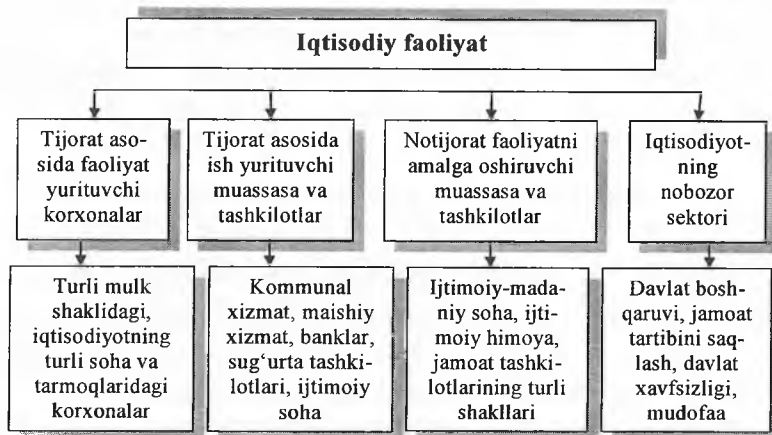 Iqtisodiy faoliyat
Tijorat aso-
sida faoliyat
yurituvchi
korxonalar
Tijorat asosida
ish yurituvchi
muassasa va
tashkilotlar
Notijorat faoliyatni
amalga oshiruvchi
muassasa va
tashkilotlar
Iqtisodiyot-
ning
nobozor
sektori
Turli mulk
shaklidagi,
iqtisodiyotning
turli soha va
tarmoqlaridagi
korxonalar
Kommunal
xizmat, maishiy
xizmat, banklar,
sug‘urta tashki-
lotlari, ijtimoiy
soha
Ijtimoiy-mada-
niy soha, ijti-
moiy himoya,
jamoat tashki-
lotlarining turli
shakllari
Davlat bosh-
qaruvi, jamoat
tartibini saq-
lash, davlat
xavfsizligi,
mudofaa